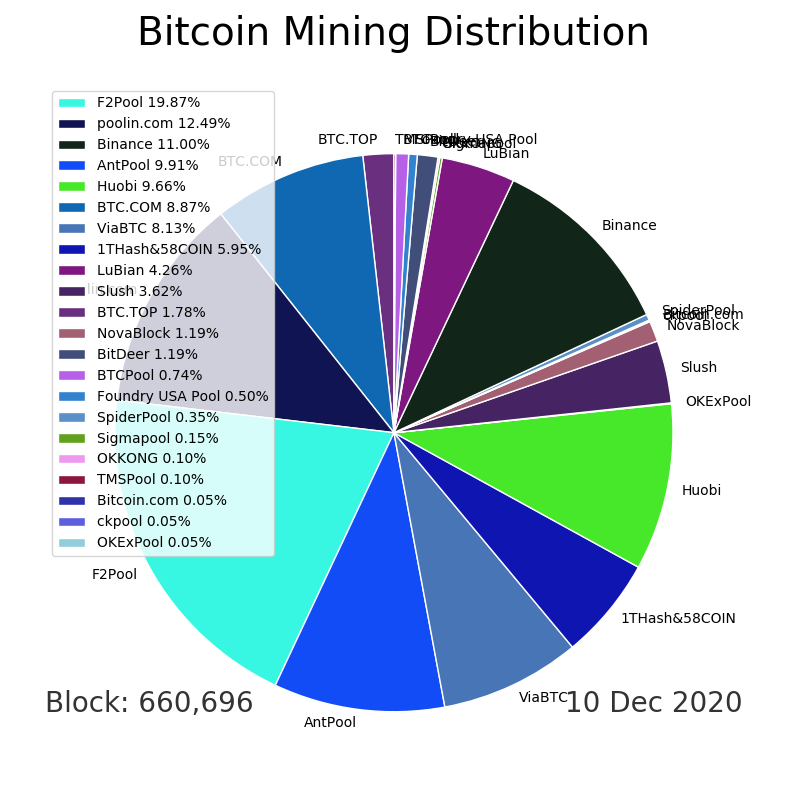 Bitcoin Mining Distribution
F2Pool 19.87%
poolin.com 12.49%
Binance 11.00%
AntPool 9.91%
Huobi 9.66%
BTC.COM 8.87%
ViaBTC 8.13%
1THash&58COIN 5.95%
LuBian 4.26%
Slush 3.62%
BTC.TOP 1.78%
NovaBlock 1.19%
BitDeer 1.19%
BTCPool 0.74%
Foundry USA Pool 0.50%
SpiderPool 0.35%
Sigmapool 0.15%
OKKONG 0.10%
TMSPool 0.10%
Bitcoin.com 0.05%
ckpool 0.05%
OKExPool 0.05%
BTC.TOP
BTC.COM
LuBian
Binance
SpiderPool
NovaBlock
Slush
OKExPool
Huobi
1THash&58COIN
ViaBTC
AntPool
F2Pool
Block: 660,696
10 Dec 2020